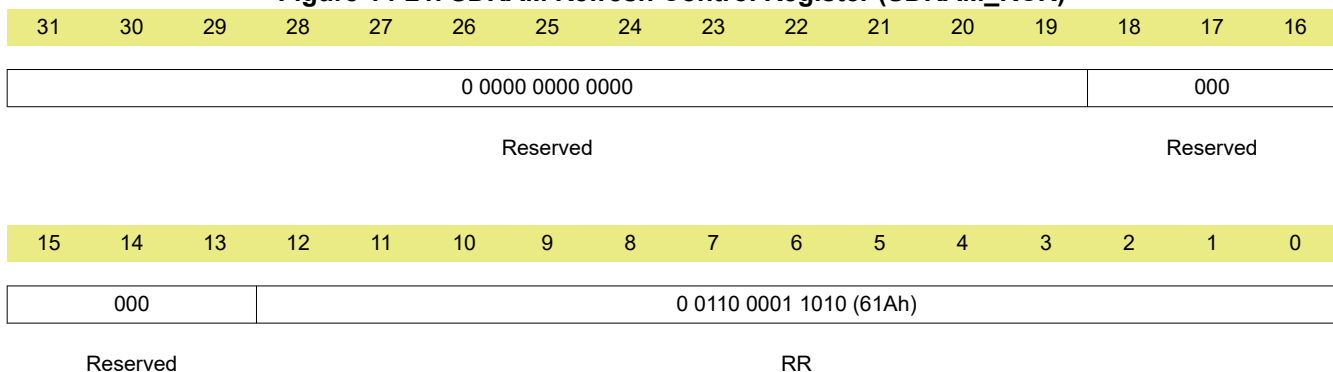 31 30 29 28 27 26 25 24 23 22 21 20 19 18 17 16
0 0000 0000 0000 000
Reserved Reserved
15 14 13 12 11 10 9 8 7 6 5 4 3 2 1 0
000 0 0110 0001 1010 (61Ah)
Reserved RR